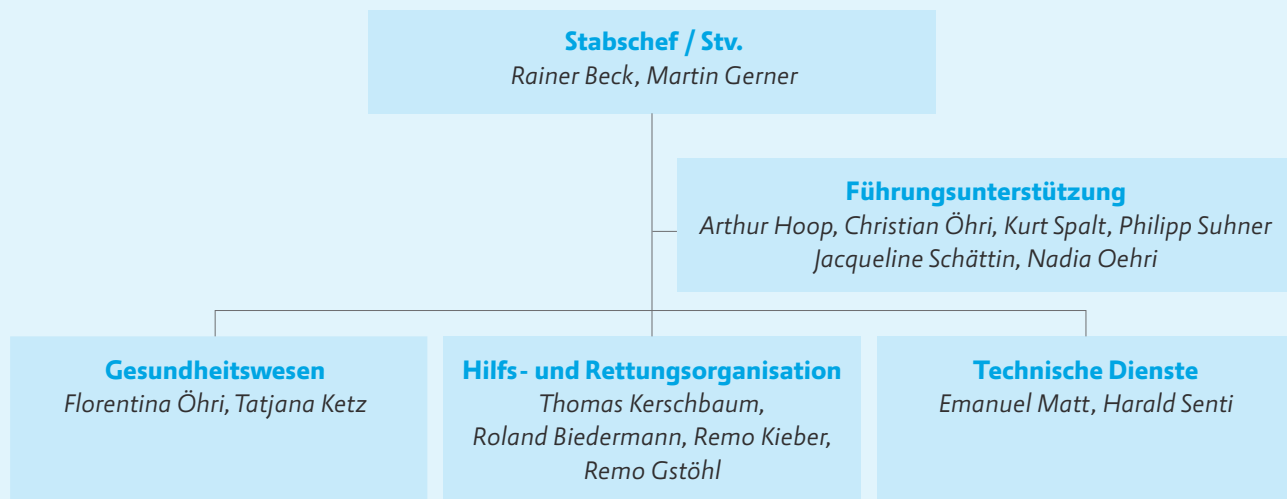 Stabschef / Stv.
Rainer Beck, Martin Gerner
Führungsunterstützung
Arthur Hoop, Christian Öhri, Kurt Spalt, Philipp Suhner
Jacqueline Schättin, Nadia Oehri
Gesundheitswesen
Florentina Öhri, Tatjana Ketz
Hilfs- und Rettungsorganisation
Thomas Kerschbaum,
Roland Biedermann, Remo Kieber,
Remo Gstöhl
Technische Dienste
Emanuel Matt, Harald Senti